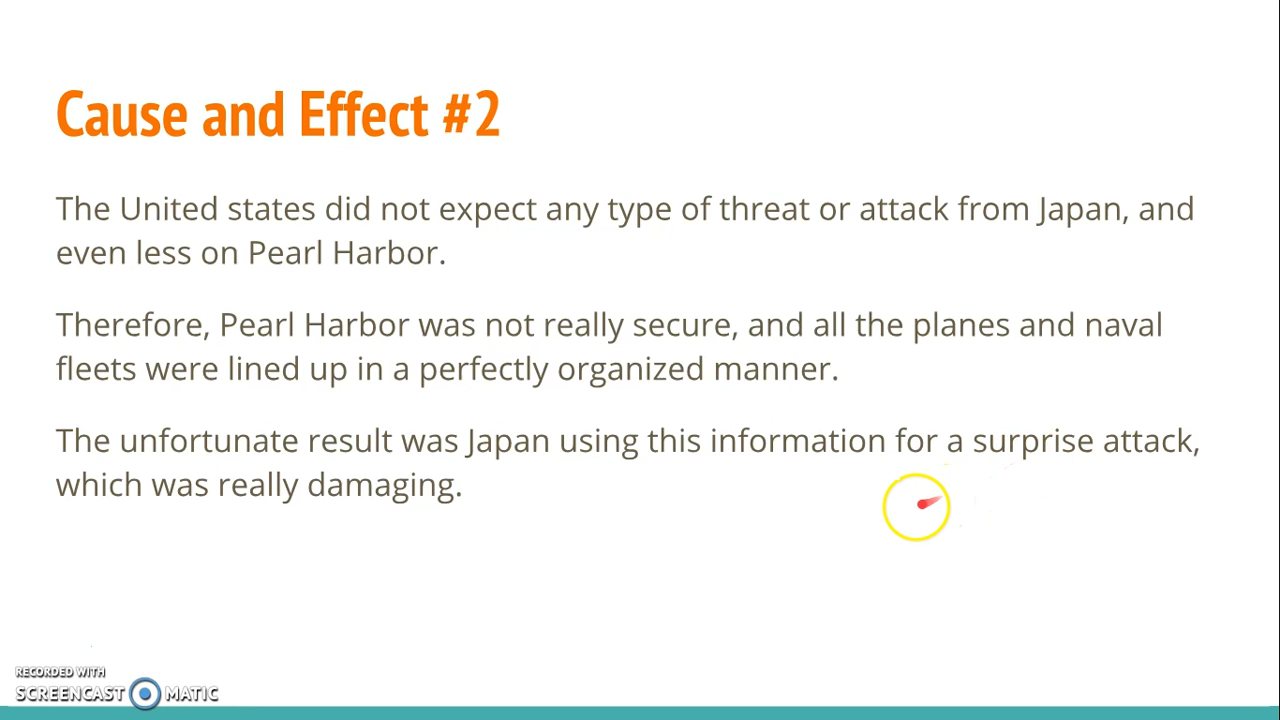 Cause and Effect #2
The United states did not expect any type of threat or attack from Japan, and
even less on Pearl Harbor.
Therefore, Pearl Harbor was not really secure, and all the planes and naval
fleets were lined up in a perfectly organized manner.
The unfortunate result was Japan using this information for a surprise attack,
which was really damaging.
RECORDED WITH
SCREENCAST MATIC